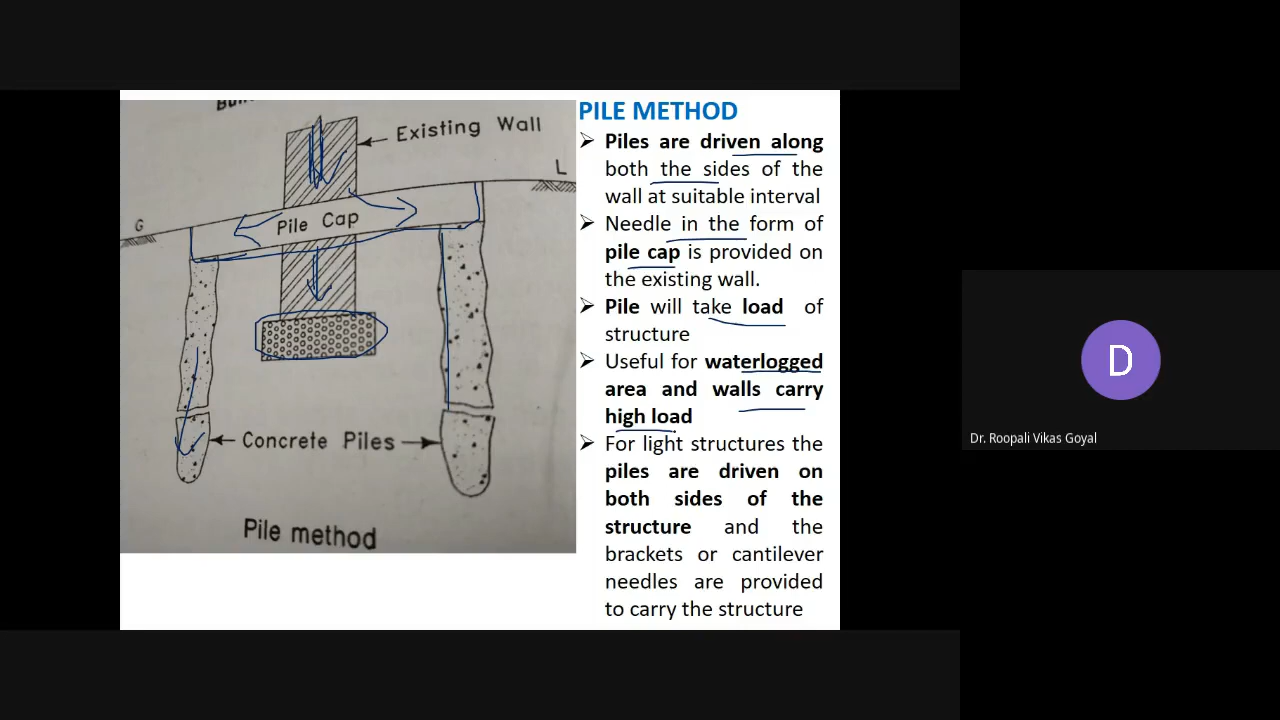 Existing Wall
L
G
Pile Cap
Concrete Piles
Pile method
PILE METHOD
➢ Piles are driven along
both the sides of the
wall at suitable interval
➢ Needle in the form of
pile cap is provided on
the existing wall.
➢ Pile will take load of
structure
➢ Useful for waterlogged
area and walls carry
high load
➢ For light structures the
piles are driven on
both sides of the
structure and the
brackets or cantilever
needles are provided
to carry the structure
D
Dr. Roopali Vikas Goyal